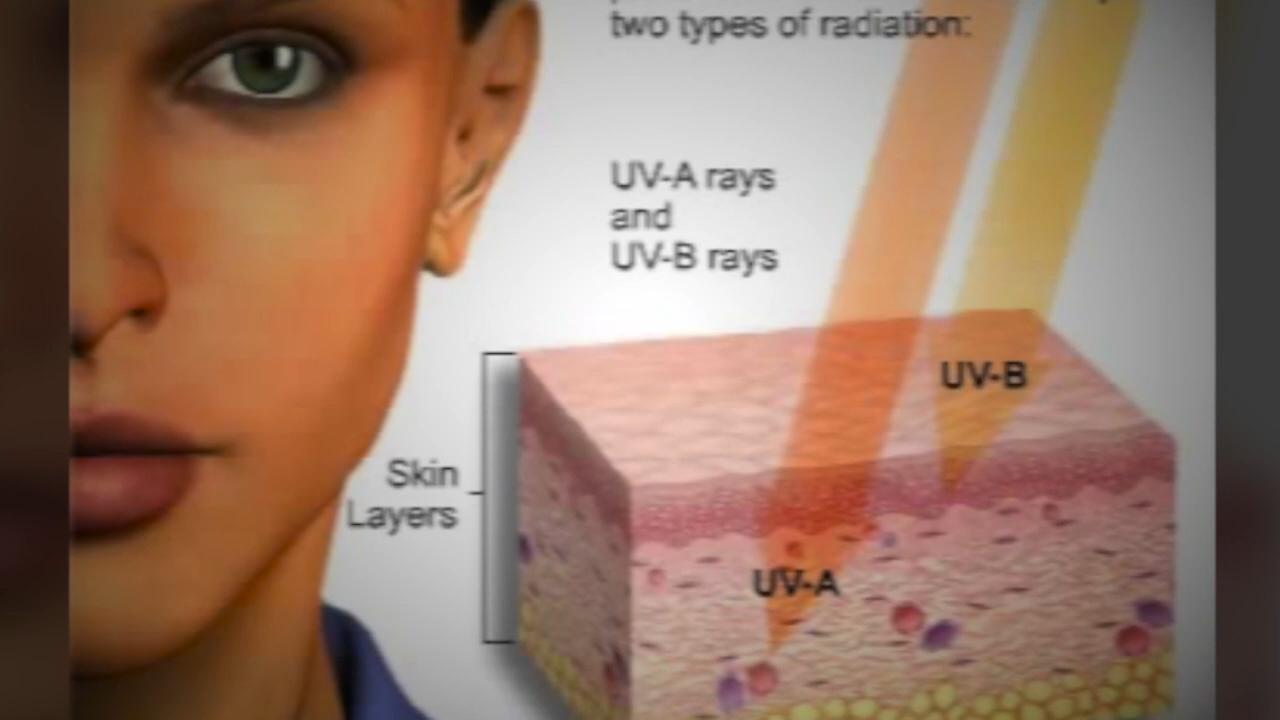 two types of radiation:
UV-A rays
and
UV-B rays
UV-B
Skin
Layers
UV-A